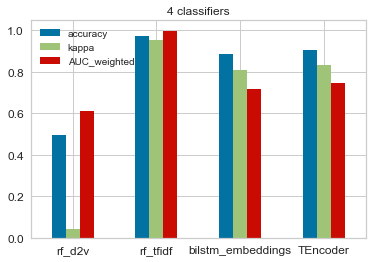 4 classifiers
accuracy
kappa
AUC_weighted
1.0
0.8
0.6
0.4
0.2
0.0
rf_d2v rf_tfidf bilstm_embeddings TEncoder